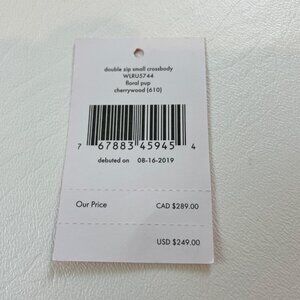 double zip small crossbody
WLRU5744
floral pup
cherrywood (610)
7 67883 45945 4
debuted on 08-16-2019
Our Price CAD $289.00
USD $249.00